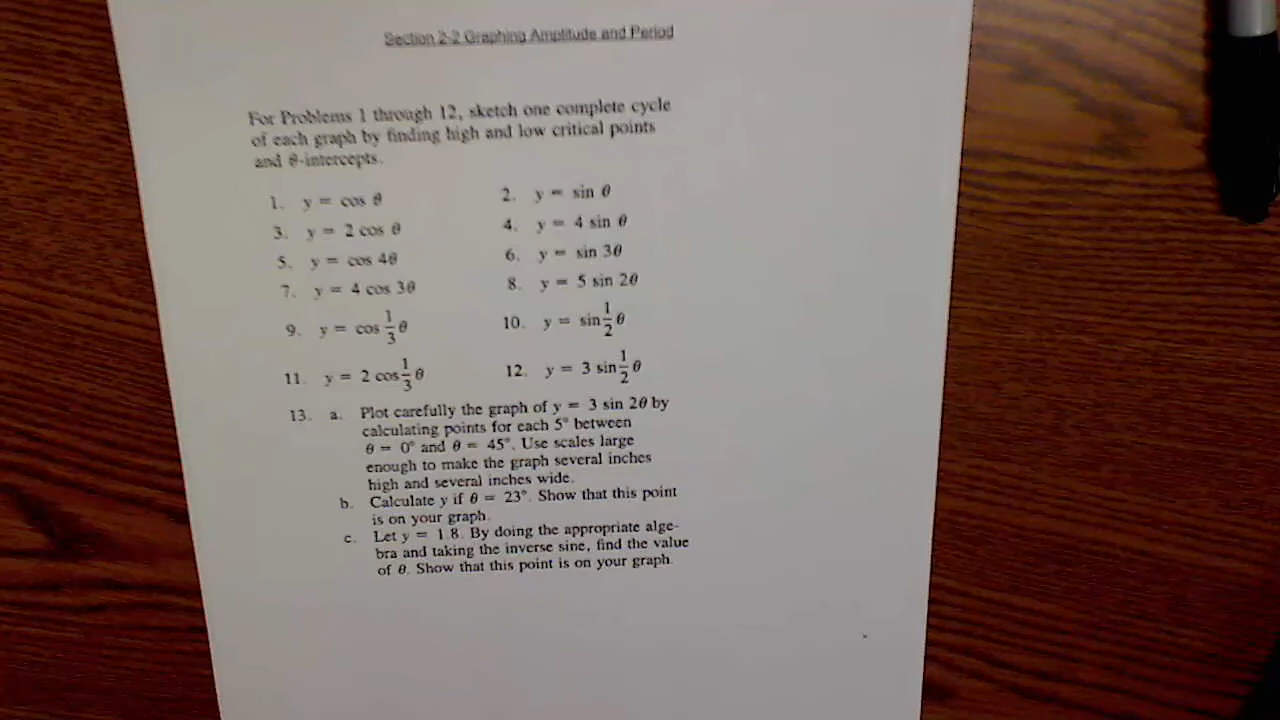 Section 2-2 Graphing Amplitude and Period
For Problems 1 through 12, sketch one complete cycle
of each graph by finding high and low critical points
and θ-intercepts.
1. y = cos θ
2. y = sin θ
3. y = 2 cos θ
4. y = 4 sin θ
5. y = cos 4θ
6. y = sin 3θ
7. y = 4 cos 3θ
8. y = 5 sin 2θ
9. y = cos 1/3 θ
10. y = sin 1/2 θ
11. y = 2 cos 1/3 θ
12. y = 3 sin 1/2 θ
13. a. Plot carefully the graph of y = 3 sin 2θ by
calculating points for each 5° between
θ = 0° and θ = 45°. Use scales large
enough to make the graph several inches
high and several inches wide.
b. Calculate y if θ = 23°. Show that this point
is on your graph.
c. Let y = 1.8. By doing the appropriate alge-
bra and taking the inverse sine, find the value
of θ. Show that this point is on your graph.